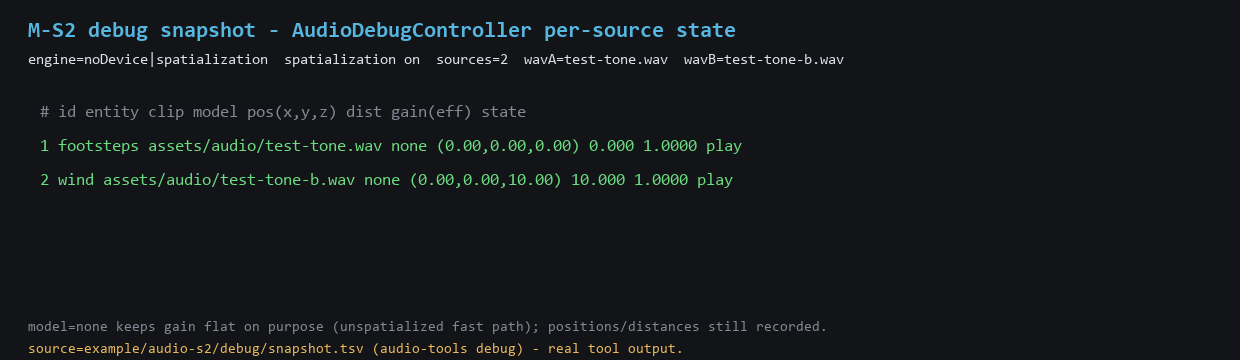 M-S2 debug snapshot - AudioDebugController per-source state
engine=noDevice|spatialization  spatialization on  sources=2  wavA=test-tone.wav  wavB=test-tone-b.wav
# id entity clip model pos(x,y,z) dist gain(eff) state
1 footsteps assets/audio/test-tone.wav none (0.00,0.00,0.00) 0.000 1.0000 play
2 wind assets/audio/test-tone-b.wav none (0.00,0.00,10.00) 10.000 1.0000 play
model=none keeps gain flat on purpose (unspatialized fast path); positions/distances still recorded.
source=example/audio-s2/debug/snapshot.tsv (audio-tools debug) - real tool output.